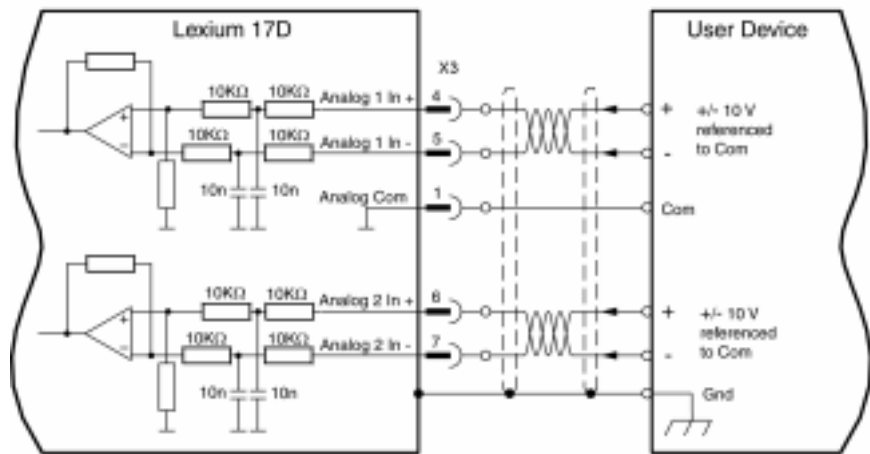 Lexium 17D
User Device
X3
10KΩ 10KΩ Analog 1 In + 4
+ +/- 10 V
referenced
to Com
10KΩ 10KΩ Analog 1 In - 5
-
10n 10n Analog Com 1
Com
10KΩ 10KΩ Analog 2 In + 6
+ +/- 10 V
referenced
to Com
10KΩ 10KΩ Analog 2 In - 7
-
10n 10n
Gnd
+
-
+
-